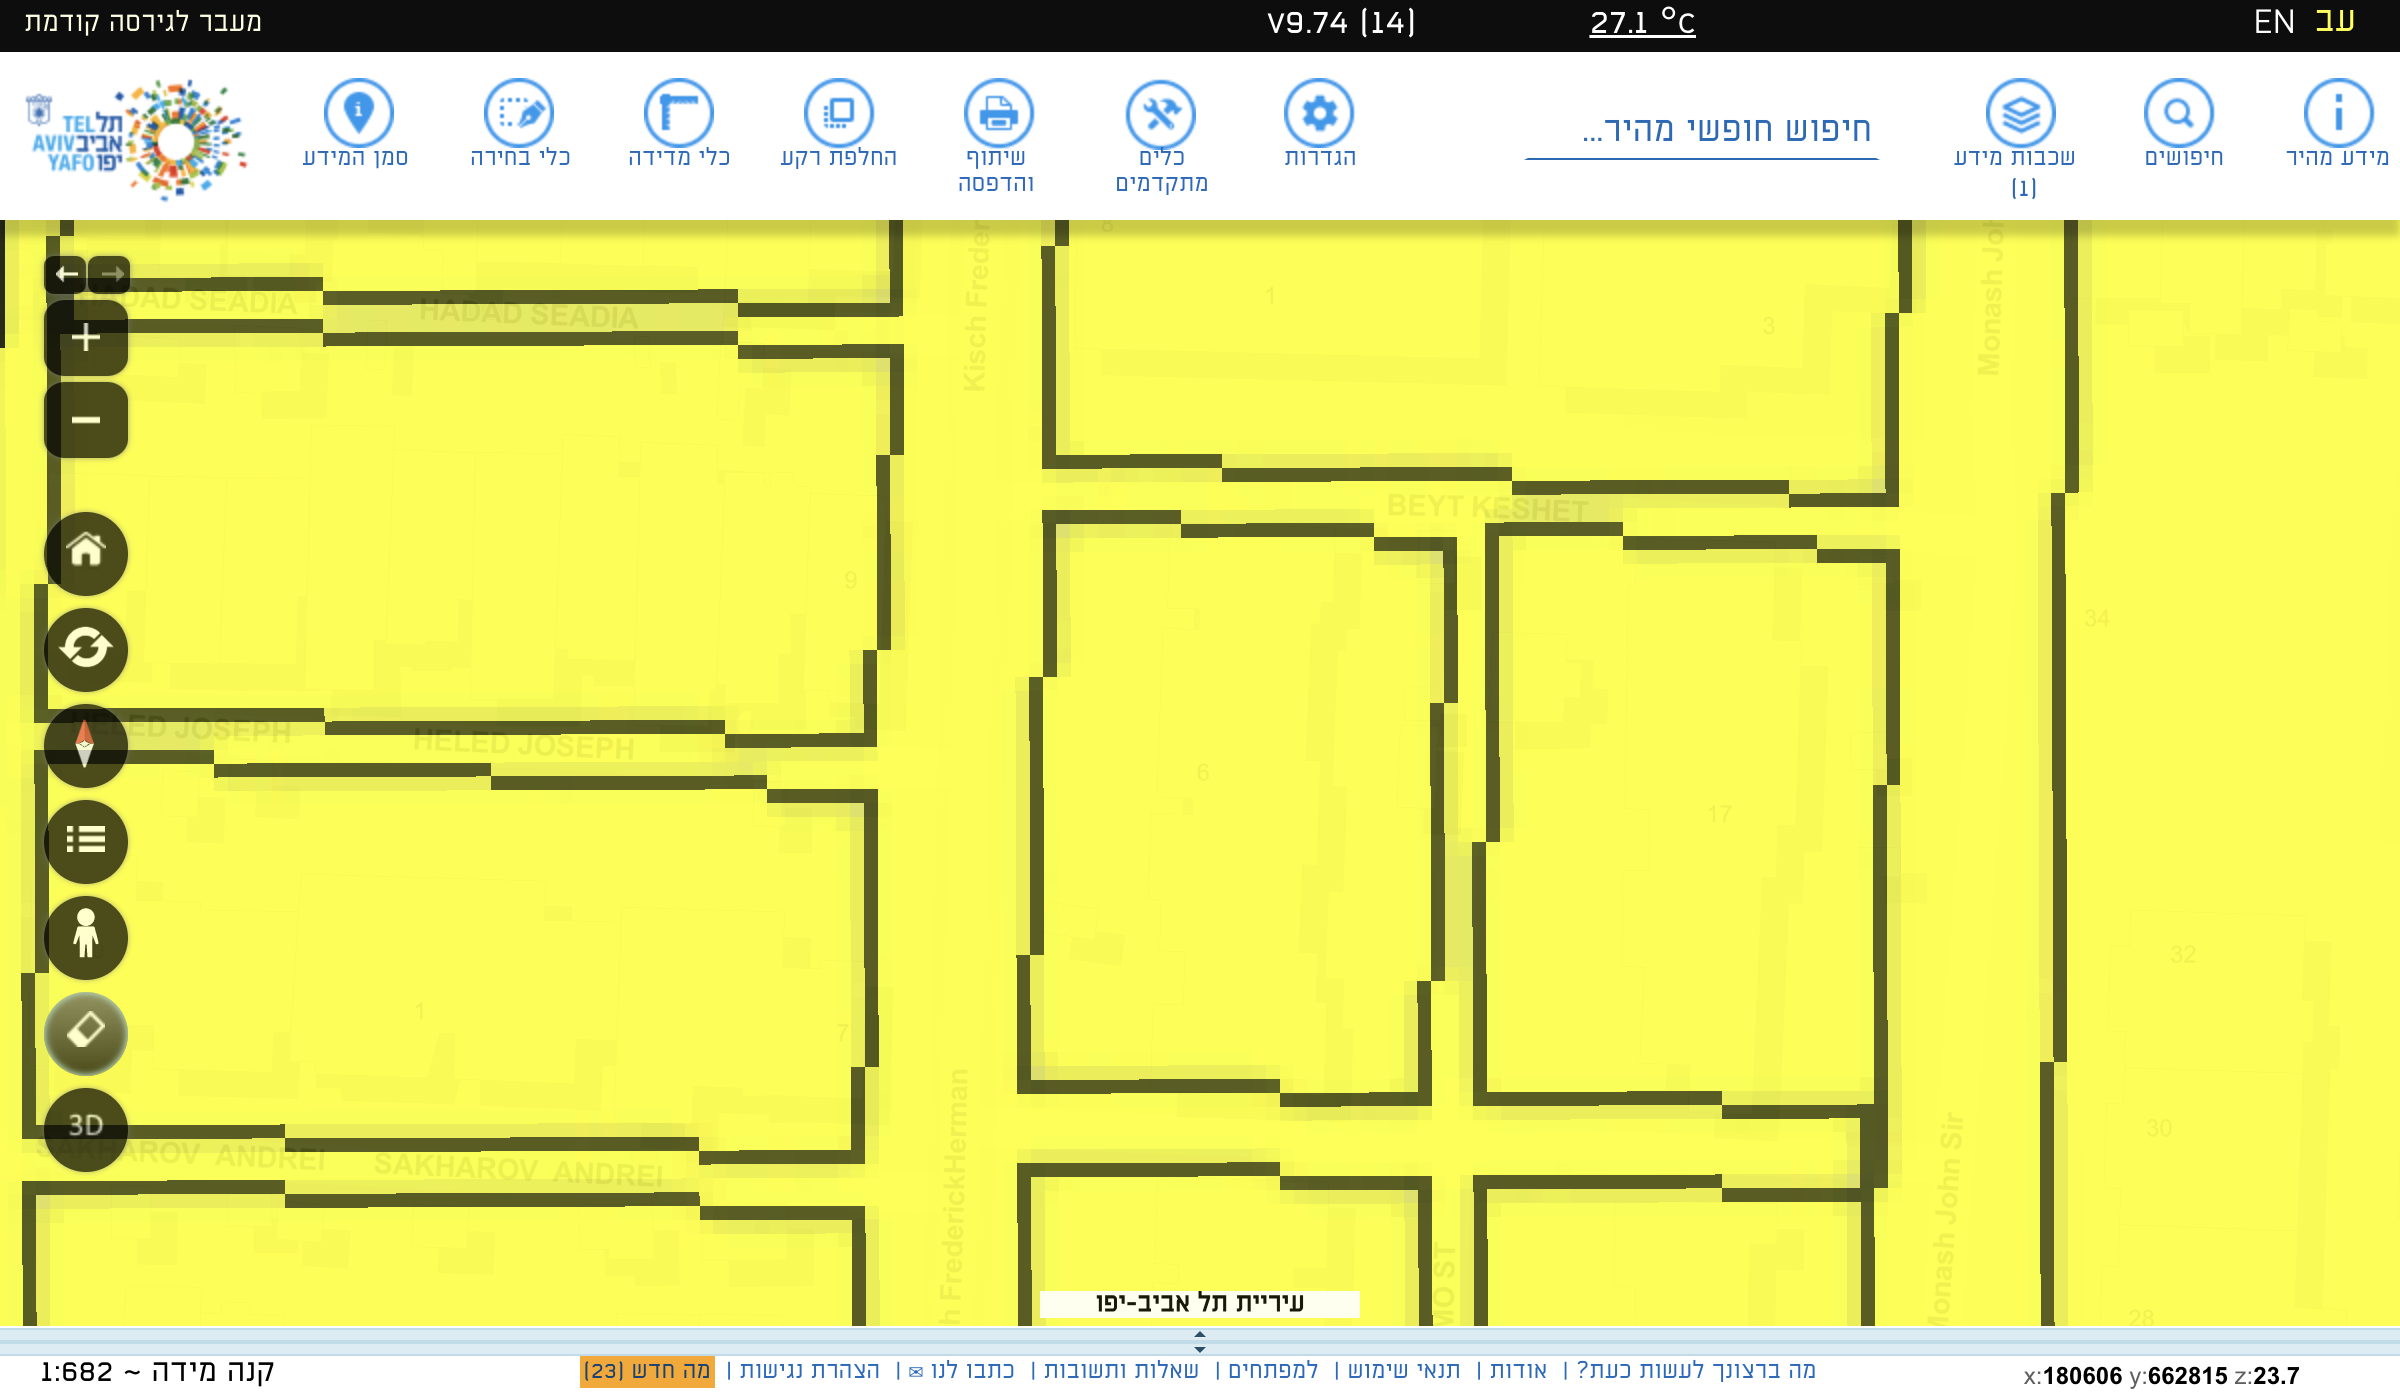 מעבר לגירסה קודמת
V9.74 (14)
27.1 °C
EN עב
תל אביב יפו
TEL AVIV YAFO
סמן המידע
כלי בחירה
כלי מדידה
החלפת רקע
שיתוף והדפסה
כלים מתקדמים
הגדרות
חיפוש חופשי מהיר...
שכבות מידע (1)
חיפושים
מידע מהיר
HADAD SEADIA
HADAD SEADIA
Kisch Freder
8
1
3
Monash Joh
BEYT KESHET
9
34
HELED JOSEPH
HELED JOSEPH
6
17
32
1
7
30
3D
SAKHAROV ANDREI
SAKHAROV ANDREI
h FrederickHerman
Monash John Sir
MO ST
28
עיריית תל אביב-יפו
קנה מידה ~ 1:682
מה ברצונך לעשות כעת? | אודות | תנאי שימוש | למפתחים | שאלות ותשובות | כתבו לנו ✉ | הצהרת נגישות | מה חדש (23)
x:180606 y:662815 z:23.7